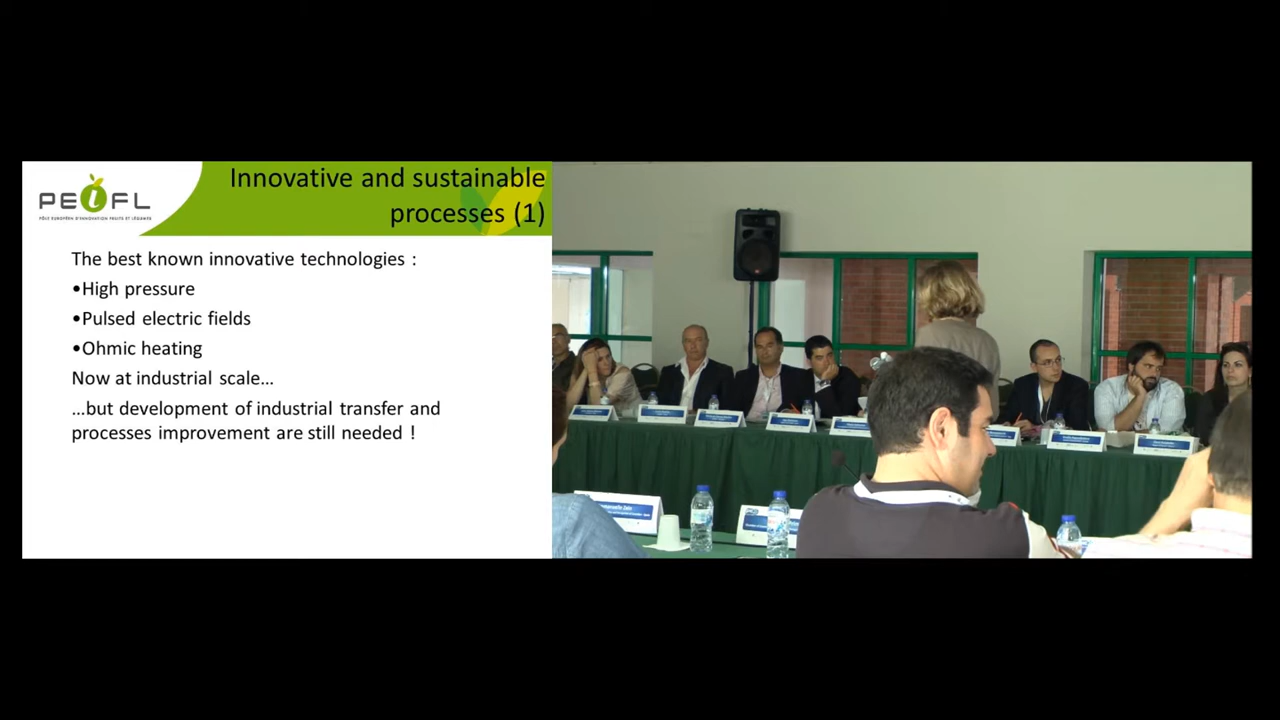 PEiFL
PÔLE EUROPÉEN D'INNOVATION FRUITS ET LÉGUMES
Innovative and sustainable
processes (1)
The best known innovative technologies :
•High pressure
•Pulsed electric fields
•Ohmic heating
Now at industrial scale…
…but development of industrial transfer and
processes improvement are still needed !